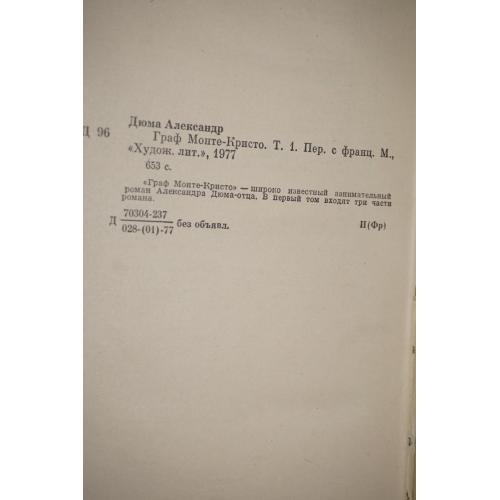 Дюма Александр
Д 96 Граф Монте-Кристо. Т. 1. Пер. с франц. М.,
«Худож. лит.», 1977
653 с.
«Граф Монте-Кристо» — широко известный занимательный
роман Александра Дюма-отца. В первый том входят три части
романа.
70304-237
Д без объявл. И(Фр)
028-(01)-77